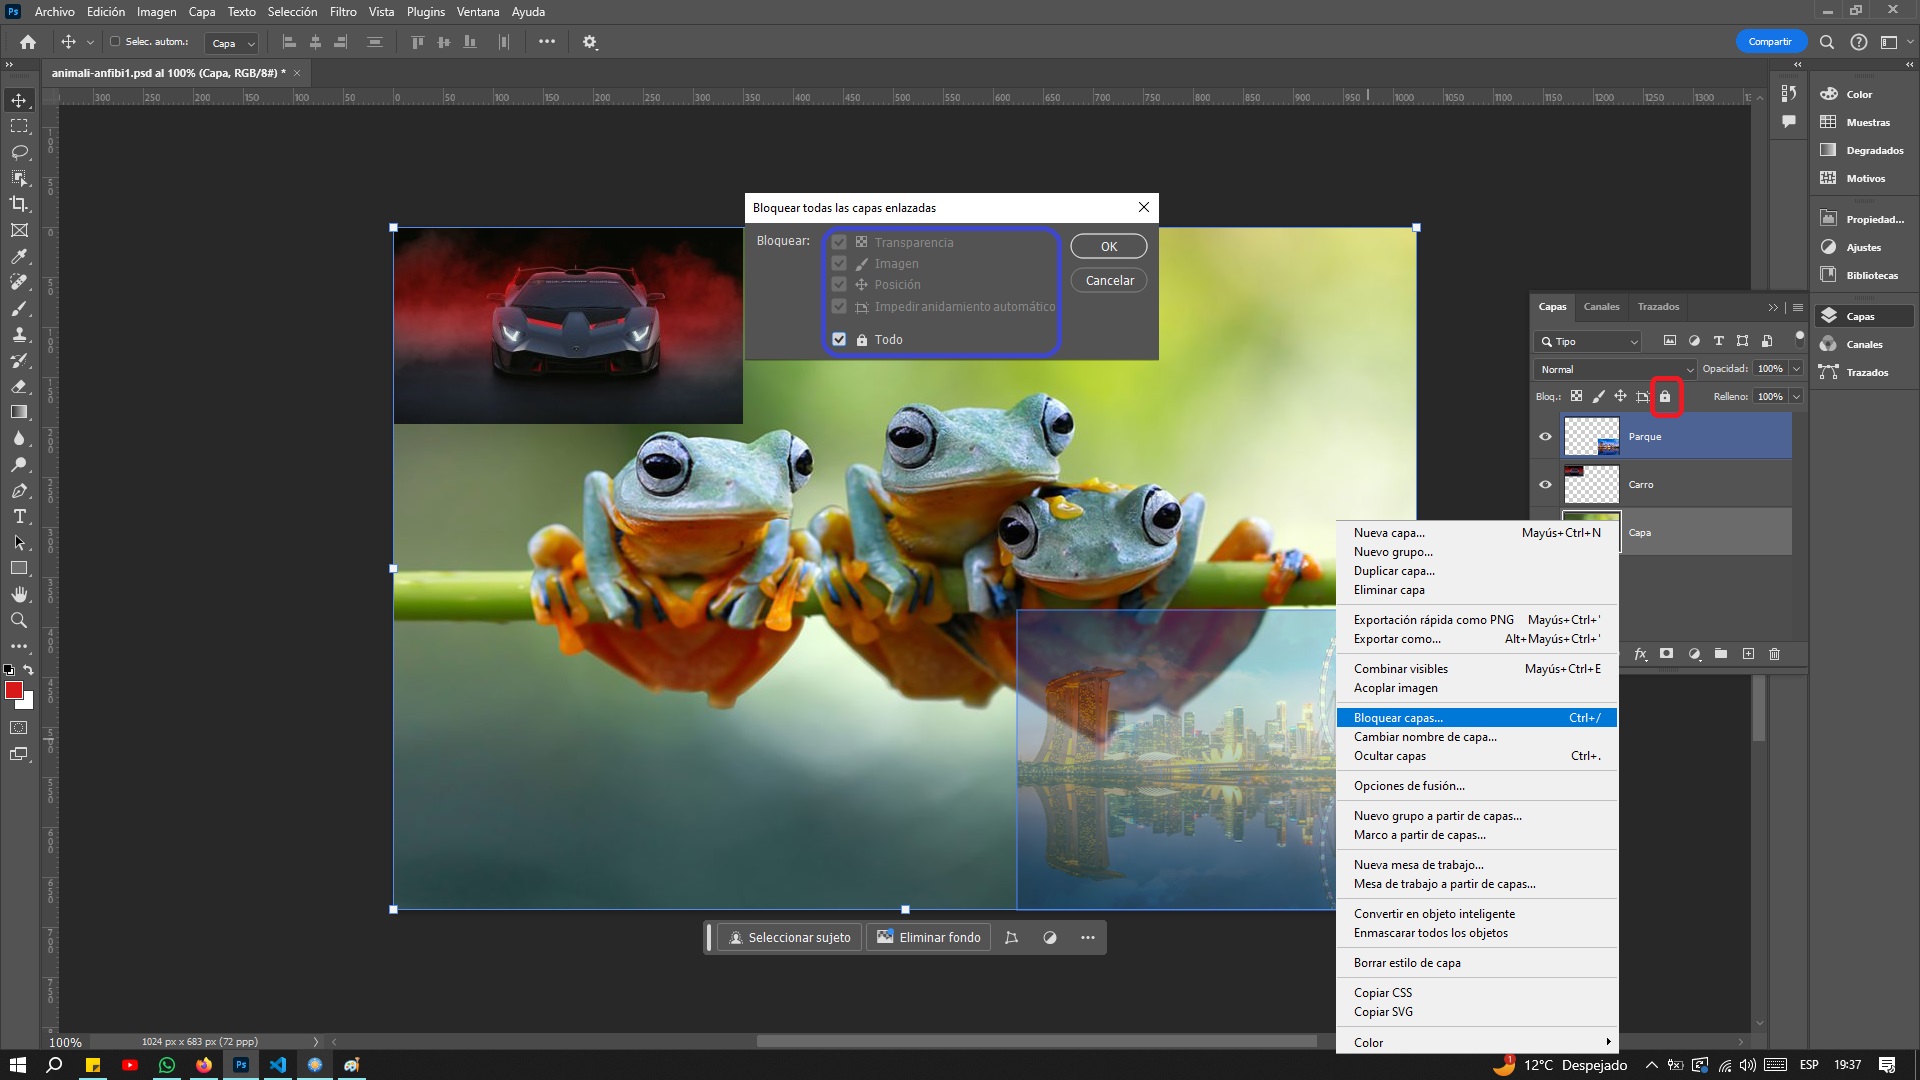 Ps Archivo Edición Imagen Capa Texto Selección Filtro Vista Plugins Ventana Ayuda
Selec. autom.: Capa Compartir
animali-anfibi1.psd al 100% (Capa, RGB/8#) *
300 250 200 150 100 50 0 50 100 150 200 250 300 350 400 450 500 550 600 650 700 750 800 850 900 950 1000 1050 1100 1150 1200 1250 1300
Color
Muestras
Degradados
Motivos
Propiedad...
Ajustes
Bibliotecas
Capas
Canales
Trazados
Bloquear todas las capas enlazadas
Bloquear:
Transparencia
Imagen
Posición
Impedir anidamiento automático
Todo
OK
Cancelar
Capas Canales Trazados
Tipo
Normal Opacidad: 100%
Bloq.: Relleno: 100%
Parque
Carro
Capa
Nueva capa... Mayús+Ctrl+N
Nuevo grupo...
Duplicar capa...
Eliminar capa
Exportación rápida como PNG Mayús+Ctrl+'
Exportar como... Alt+Mayús+Ctrl+'
Combinar visibles Mayús+Ctrl+E
Acoplar imagen
Bloquear capas... Ctrl+/
Cambiar nombre de capa...
Ocultar capas Ctrl+.
Opciones de fusión...
Nuevo grupo a partir de capas...
Marco a partir de capas...
Nueva mesa de trabajo...
Mesa de trabajo a partir de capas...
Convertir en objeto inteligente
Enmascarar todos los objetos
Borrar estilo de capa
Copiar CSS
Copiar SVG
Color
fx
Seleccionar sujeto Eliminar fondo
100% 1024 px x 683 px (72 ppp)
Ps 1 12°C Despejado ESP 19:37